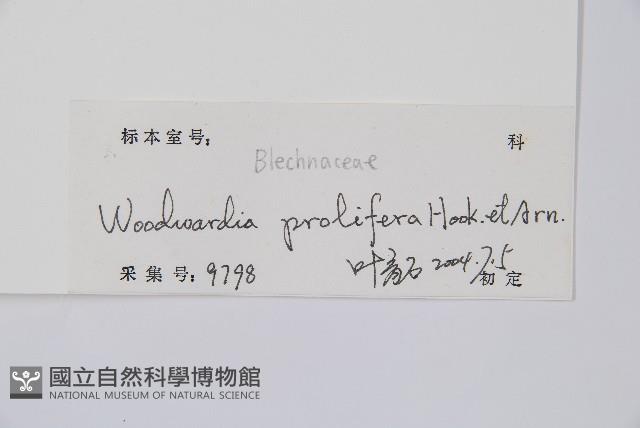 标本室号： 科
Blechnaceae
Woodwardia prolifera Hook. et Arn.
采集号：9798 叶 2004.7.5
初定
國立自然科學博物館
NATIONAL MUSEUM OF NATURAL SCIENCE